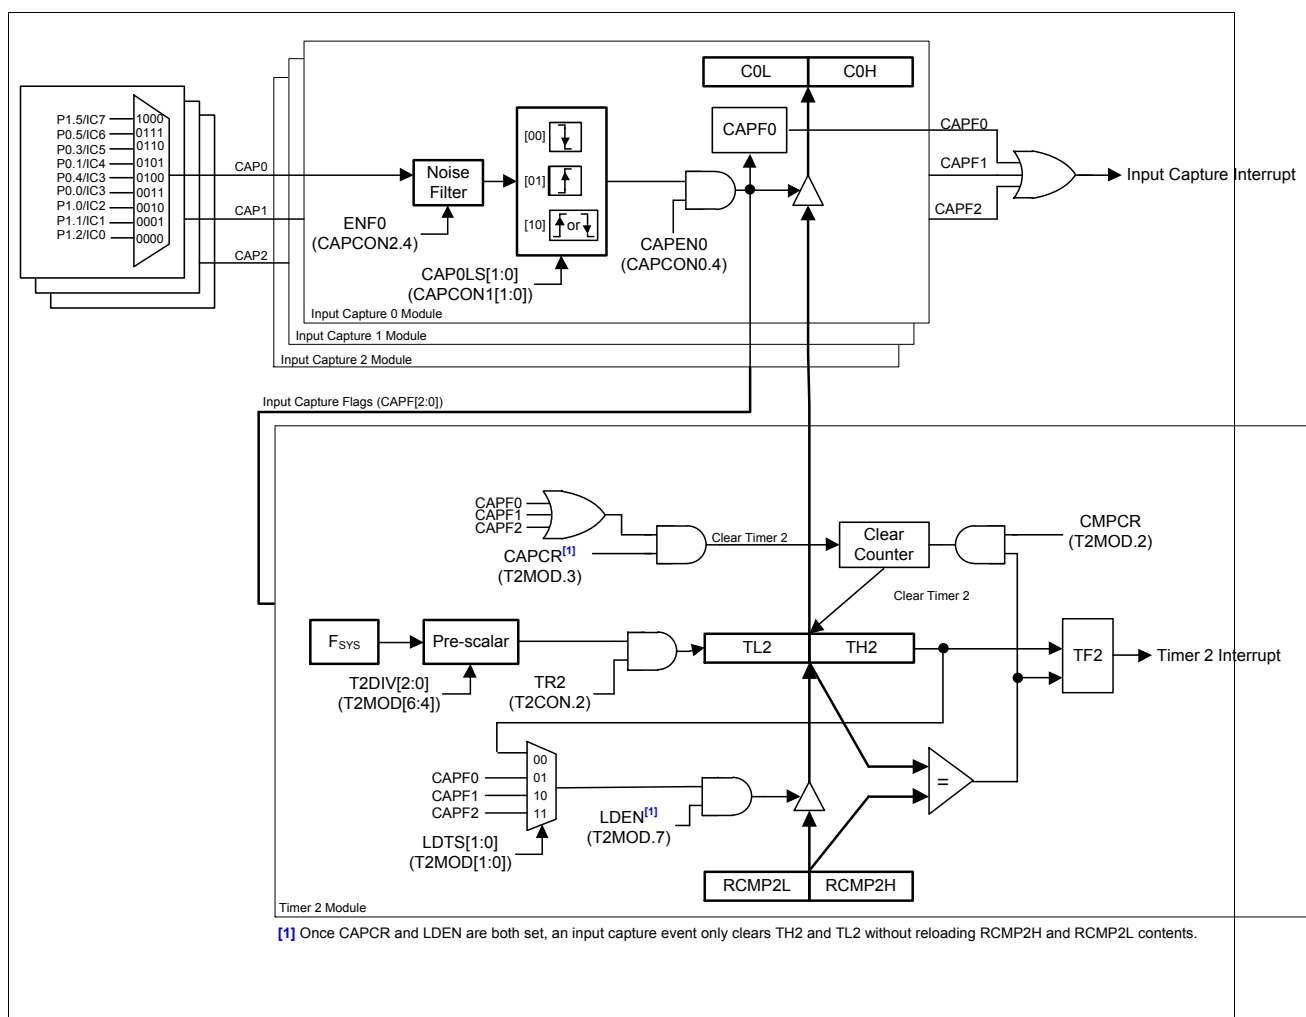 C0L C0H
P1.5/IC7 1000
P0.5/IC6 0111
P0.3/IC5 0110
P0.1/IC4 0101
P0.4/IC3 0100
P0.0/IC3 0011
P1.0/IC2 0010
P1.1/IC1 0001
P1.2/IC0 0000
CAP0
CAP1
CAP2
Noise
Filter
ENF0
(CAPCON2.4)
[00]
[01]
[10] or
CAP0LS[1:0]
(CAPCON1[1:0])
CAPEN0
(CAPCON0.4)
CAPF0
CAPF0
CAPF1
CAPF2
Input Capture Interrupt
Input Capture 0 Module
Input Capture 1 Module
Input Capture 2 Module
Input Capture Flags (CAPF[2:0])
CAPF0
CAPF1
CAPF2
CAPCR[1]
(T2MOD.3)
Clear Timer 2
Clear
Counter
CMPCR
(T2MOD.2)
Clear Timer 2
FSYS
Pre-scalar
T2DIV[2:0]
(T2MOD[6:4])
TR2
(T2CON.2)
TL2 TH2
TF2
Timer 2 Interrupt
00
CAPF0 01
CAPF1 10
CAPF2 11
LDTS[1:0]
(T2MOD[1:0])
LDEN[1]
(T2MOD.7)
=
RCMP2L RCMP2H
Timer 2 Module
[1] Once CAPCR and LDEN are both set, an input capture event only clears TH2 and TL2 without reloading RCMP2H and RCMP2L contents.